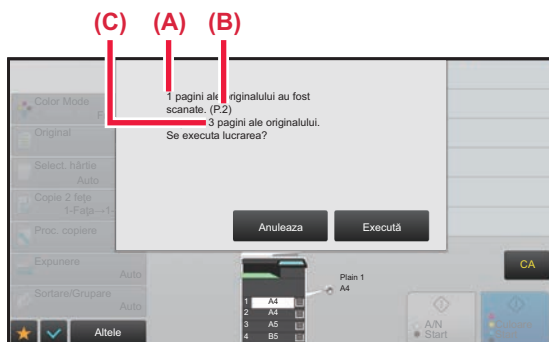 (C) (A) (B)
1 pagini ale originalului au fost
scanate. (P.2)
3 pagini ale originalului.
Se executa lucrarea?
Anuleaza Execută
Color Mode
Original
Select. hârtie
Auto
Copie 2 fețe
1-Fața→1-
Proc. copiere
Expunere
Auto
Sortare/Grupare
Auto
Altele
Plain 1
A4
1 A4
2 A4
3 A5
4 B5
CA
A/N
Start